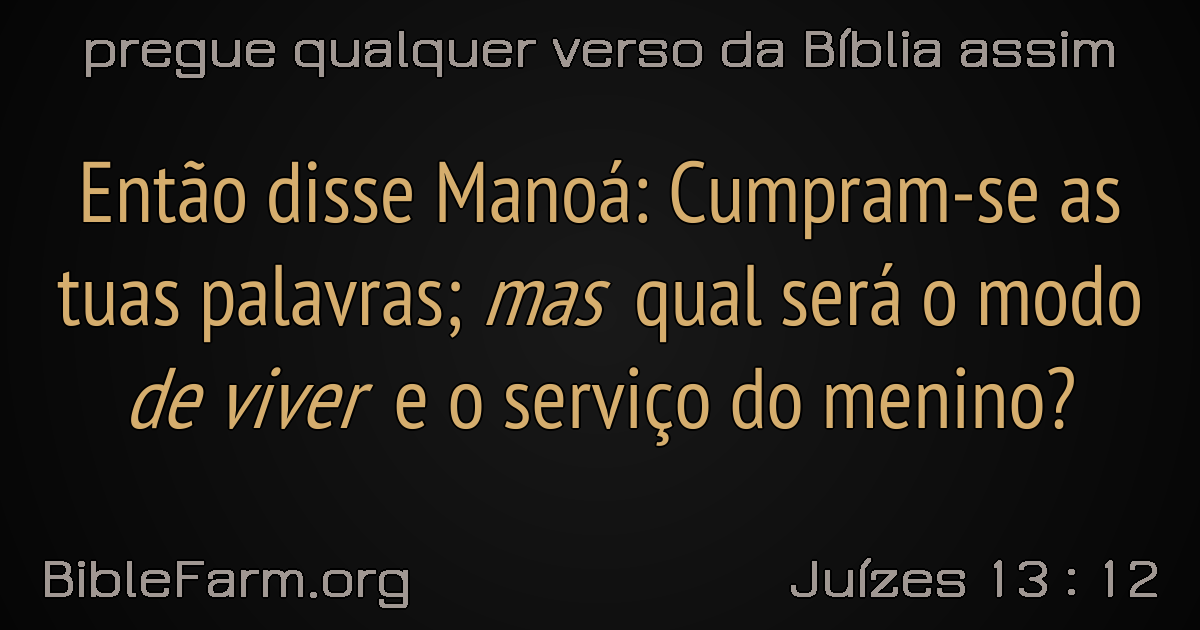 pregue qualquer verso da Bíblia assim
Então disse Manoá: Cumpram-se as
tuas palavras; mas qual será o modo
de viver e o serviço do menino?
BibleFarm.org
Juízes 13 : 12